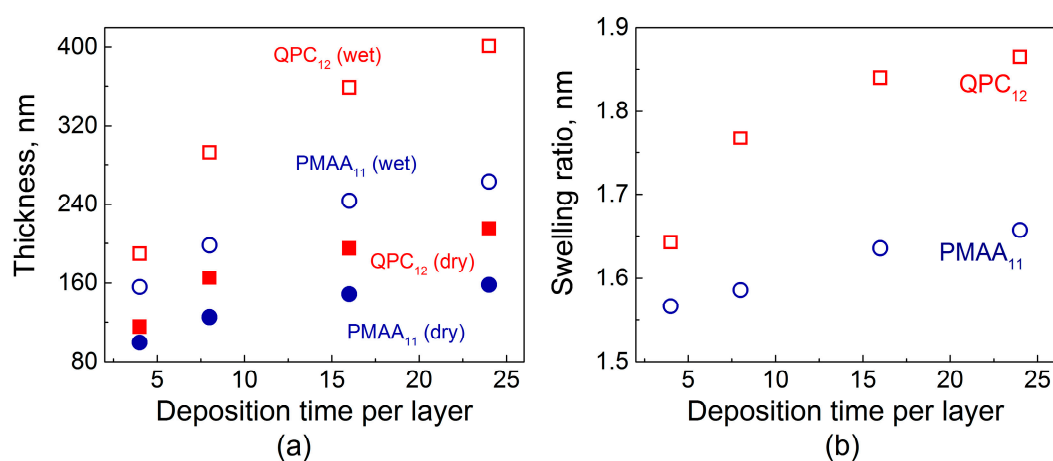 400
320
240
160
80
Thickness, nm
QPC₁₂ (wet)
PMAA₁₁ (wet)
QPC₁₂ (dry)
PMAA₁₁ (dry)
5 10 15 20 25
Deposition time per layer
(a)
1.9
1.8
1.7
1.6
1.5
Swelling ratio, nm
QPC₁₂
PMAA₁₁
5 10 15 20 25
Deposition time per layer
(b)